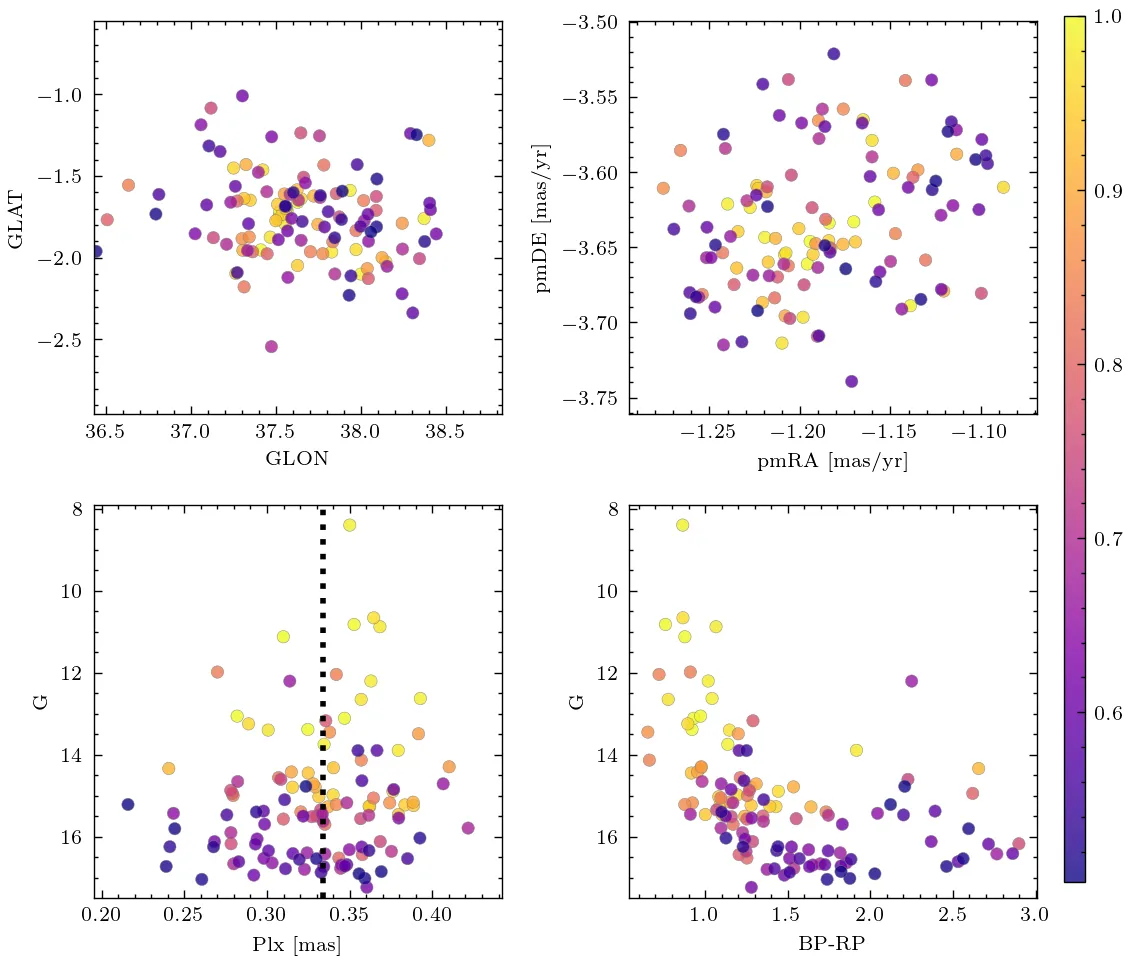 −1.0
−1.5
−2.0
−2.5
GLAT
36.5 37.0 37.5 38.0 38.5
GLON
−3.50
−3.55
−3.60
−3.65
−3.70
−3.75
pmDE [mas/yr]
−1.25 −1.20 −1.15 −1.10
pmRA [mas/yr]
8
10
12
14
16
G
0.20 0.25 0.30 0.35 0.40
Plx [mas]
8
10
12
14
16
G
1.0 1.5 2.0 2.5 3.0
BP-RP
1.0
0.9
0.8
0.7
0.6